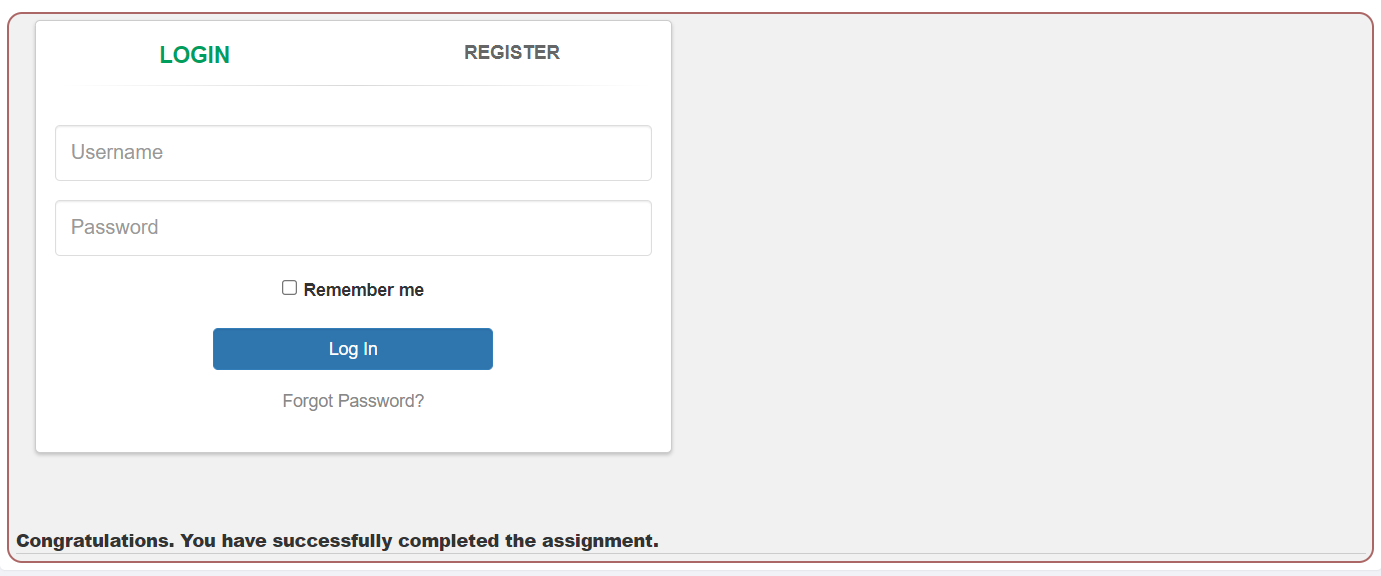 LOGIN REGISTER
Username
Password
Remember me
Log In
Forgot Password?
Congratulations. You have successfully completed the assignment.